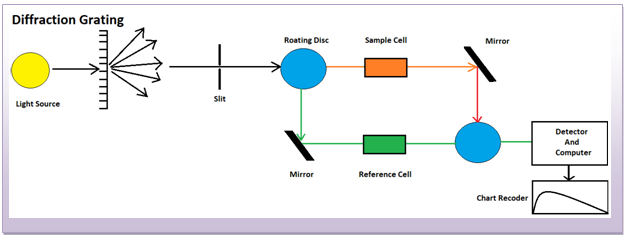 Diffraction Grating
Light Source
Slit
Roating Disc
Sample Cell
Mirror
Mirror
Reference Cell
Detector
And
Computer
Chart Recoder